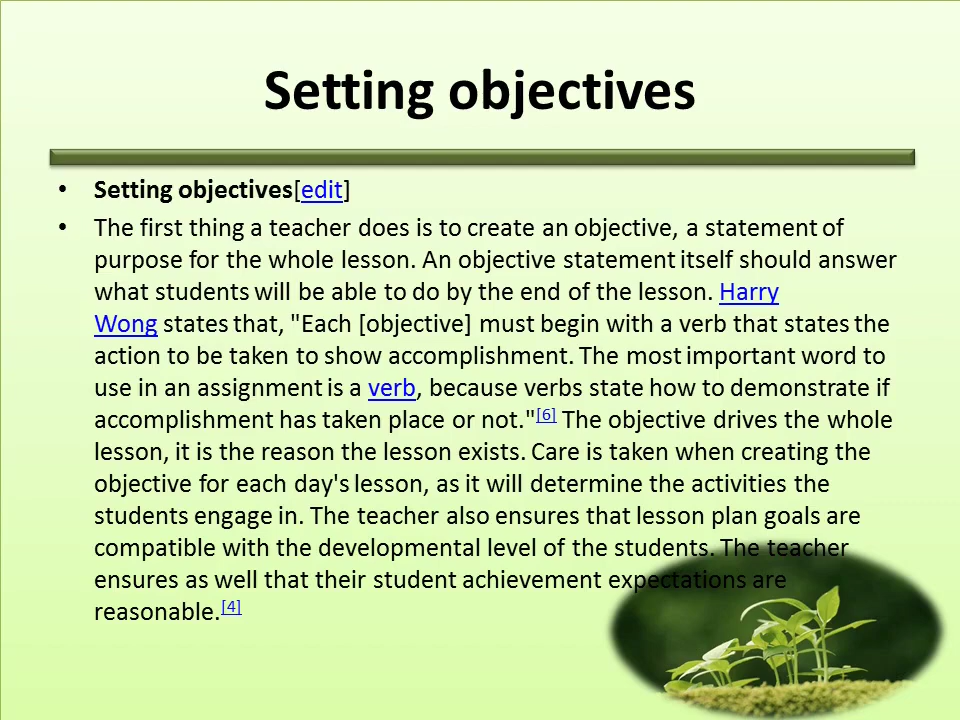 Setting objectives
• Setting objectives[edit]
• The first thing a teacher does is to create an objective, a statement of
purpose for the whole lesson. An objective statement itself should answer
what students will be able to do by the end of the lesson. Harry
Wong states that, "Each [objective] must begin with a verb that states the
action to be taken to show accomplishment. The most important word to
use in an assignment is a verb, because verbs state how to demonstrate if
accomplishment has taken place or not."[6] The objective drives the whole
lesson, it is the reason the lesson exists. Care is taken when creating the
objective for each day's lesson, as it will determine the activities the
students engage in. The teacher also ensures that lesson plan goals are
compatible with the developmental level of the students. The teacher
ensures as well that their student achievement expectations are
reasonable.[4]